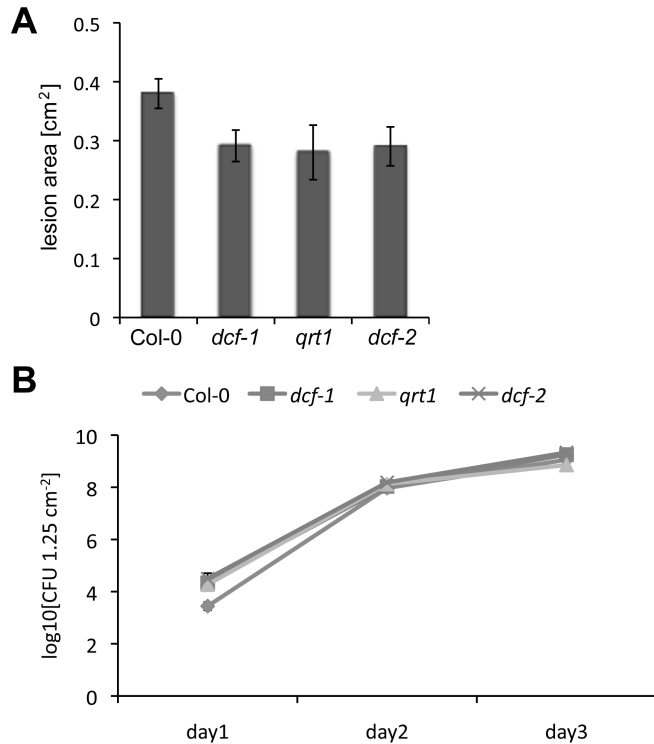 A
lesion area [cm²]
0.5
0.4
0.3
0.2
0.1
0
Col-0 dcf-1 qrt1 dcf-2
B
Col-0 dcf-1 qrt1 dcf-2
log10[CFU 1.25 cm⁻²]
10
8
6
4
2
0
day1 day2 day3